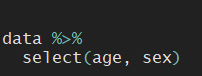 data %>%
  select(age, sex)